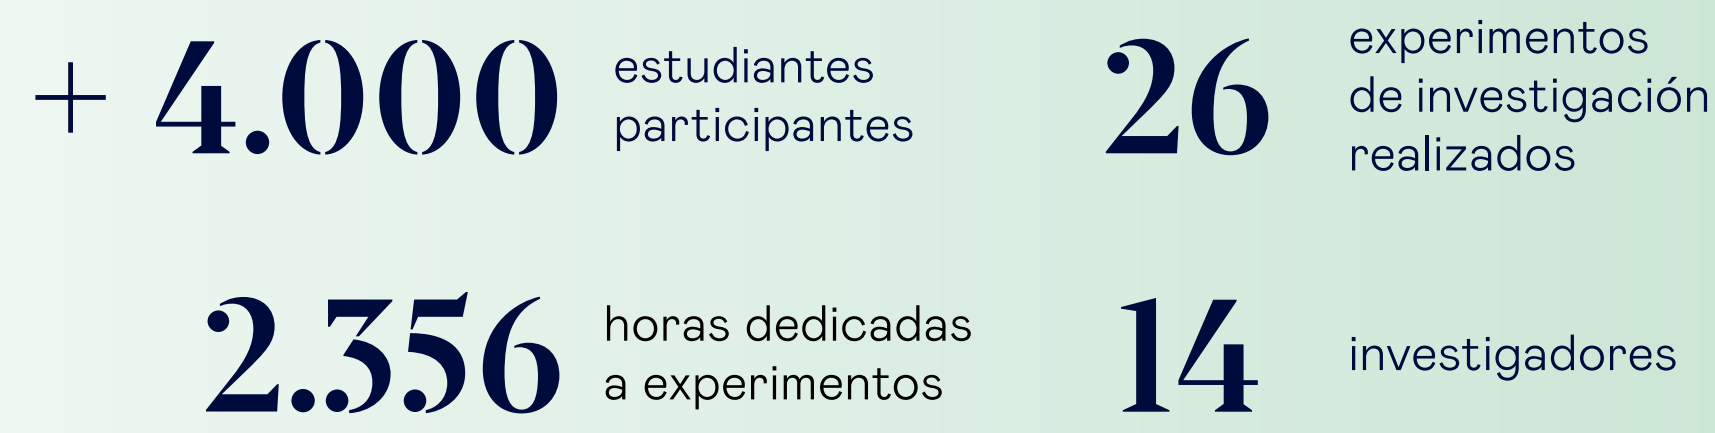 + 4.000
estudiantes
participantes
26
experimentos
de investigación
realizados
2.356
horas dedicadas
a experimentos
14
investigadores